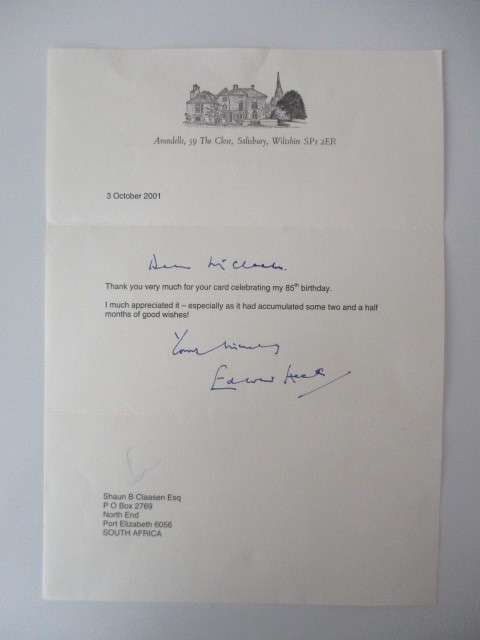 Arundells, 59 The Close, Salisbury, Wiltshire SP1 2ER
3 October 2001
Dear Mr Claasen.
Thank you very much for your card celebrating my 85th birthday.
I much appreciated it – especially as it had accumulated some two and a half
months of good wishes!
Yours sincerely
Edward Heath
Shaun B Claasen Esq
P O Box 2769
North End
Port Elizabeth 6056
SOUTH AFRICA